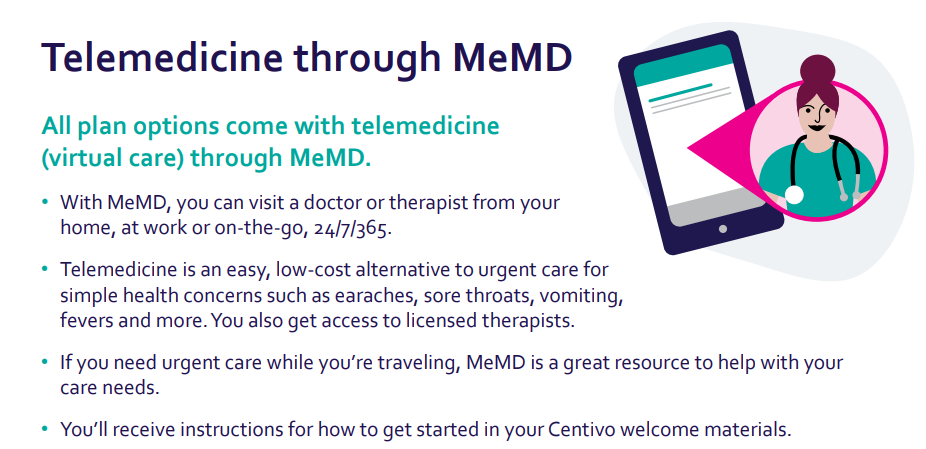 Telemedicine through MeMD
All plan options come with telemedicine
(virtual care) through MeMD.
• With MeMD, you can visit a doctor or therapist from your
home, at work or on-the-go, 24/7/365.
• Telemedicine is an easy, low-cost alternative to urgent care for
simple health concerns such as earaches, sore throats, vomiting,
fevers and more. You also get access to licensed therapists.
• If you need urgent care while you’re traveling, MeMD is a great resource to help with your
care needs.
• You’ll receive instructions for how to get started in your Centivo welcome materials.